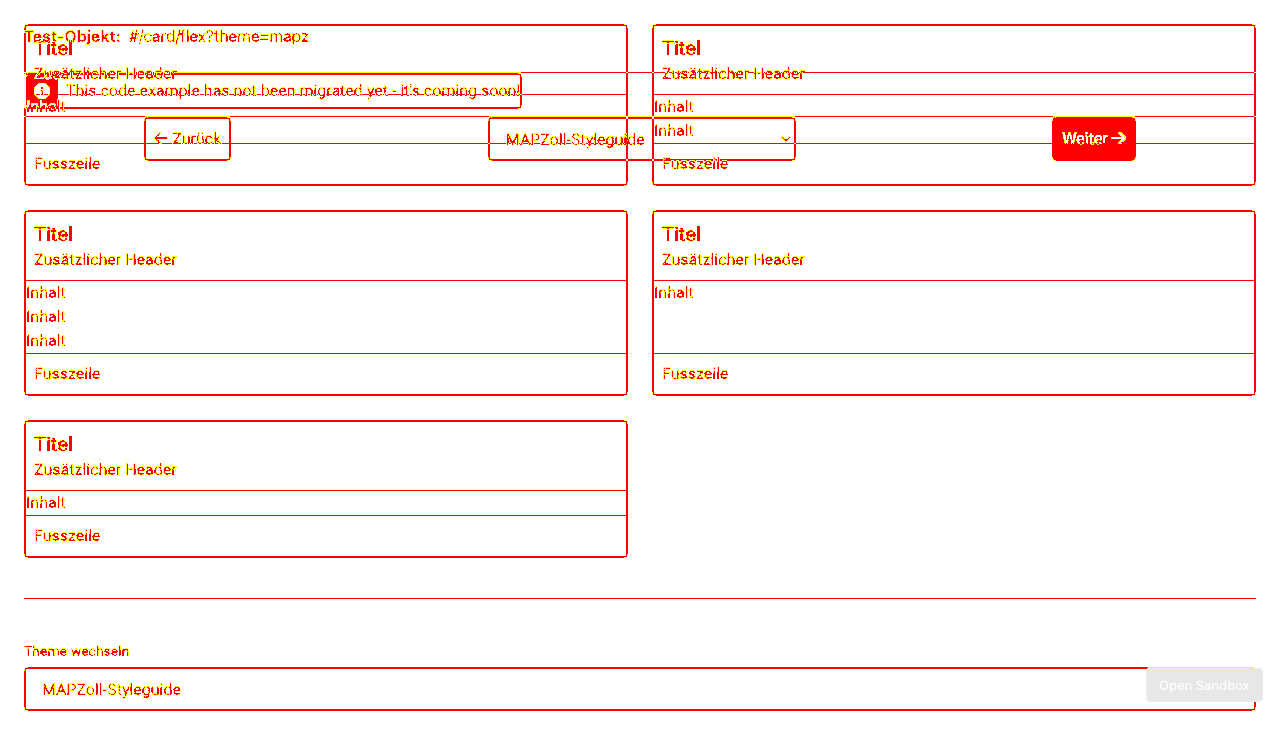 Test-Objekt: #/card/flex?theme=mapz
Titel
Titel
Zusätzlicher Header
Zusätzlicher Header
This code example has not been migrated yet - it's coming soon!
Inhalt
Inhalt
Inhalt
← Zurück
MAPZoll-Styleguide
Weiter →
Fusszeile
Fusszeile
Titel
Titel
Zusätzlicher Header
Zusätzlicher Header
Inhalt
Inhalt
Inhalt
Inhalt
Fusszeile
Fusszeile
Titel
Zusätzlicher Header
Inhalt
Fusszeile
Theme wechseln
MAPZoll-Styleguide
Open Sandbox